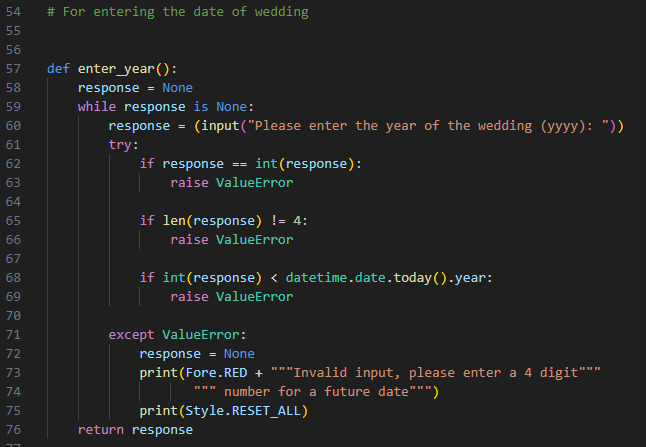 54 # For entering the date of wedding
55
56
57 def enter_year():
58     response = None
59     while response is None:
60         response = (input("Please enter the year of the wedding (yyyy): "))
61         try:
62             if response == int(response):
63                 raise ValueError
64
65             if len(response) != 4:
66                 raise ValueError
67
68             if int(response) < datetime.date.today().year:
69                 raise ValueError
70
71         except ValueError:
72             response = None
73             print(Fore.RED + """Invalid input, please enter a 4 digit"""
74                    """ number for a future date""")
75             print(Style.RESET_ALL)
76     return response